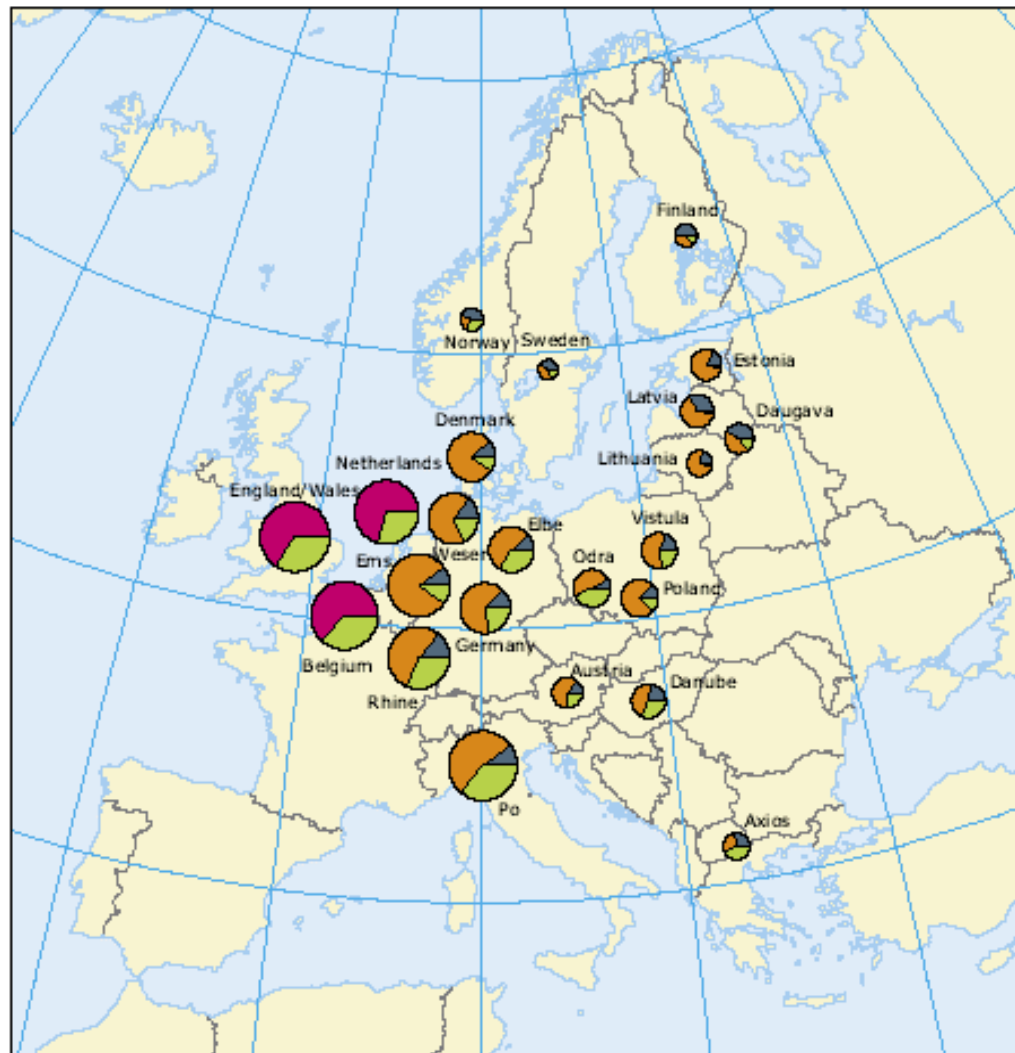 Finland
Norway
Sweden
Estonia
Latvia
Daugava
Denmark
Lithuania
Netherlands
England/Wales
Vistula
Elbe
Weser
Odra
Ems
Poland
Germany
Belgium
Austria
Danube
Rhine
Po
Axios